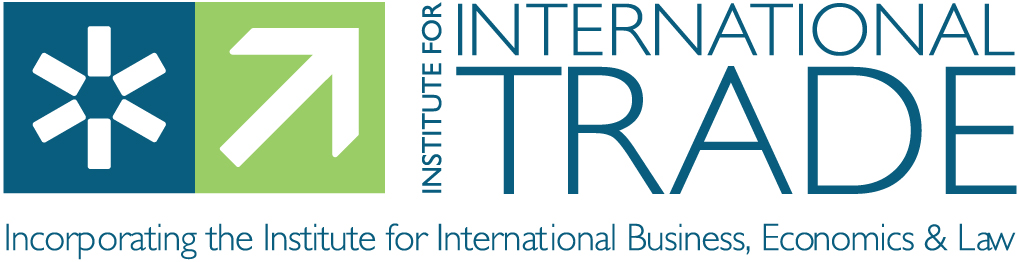 INSTITUTE FOR
INTERNATIONAL
TRADE
Incorporating the Institute for International Business, Economics & Law